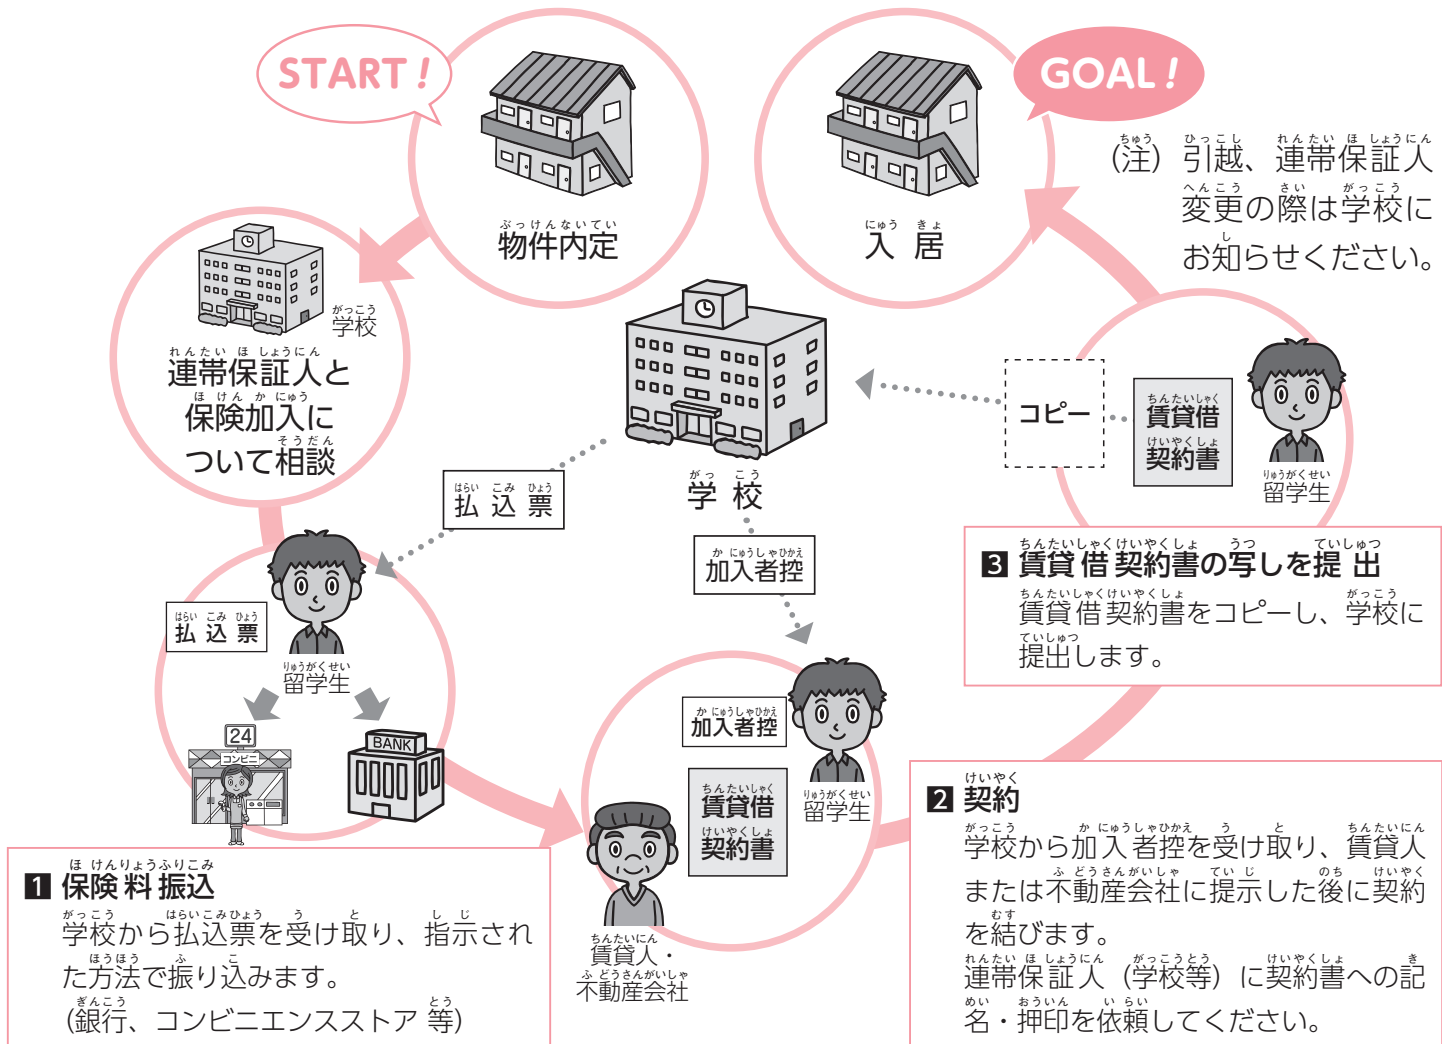 START!
物件内定
GOAL!
入居
(注) 引越、連帯保証人
変更の際は学校に
お知らせください。
学校
連帯保証人と
保険加入に
ついて相談
学校
払込票
加入者控
払込票
留学生
24
コンビニ
BANK
1 保険料振込
学校から払込票を受け取り、指示され
た方法で振り込みます。
(銀行、コンビニエンスストア 等)
加入者控
賃貸借
契約書
留学生
賃貸人・
不動産会社
2 契約
学校から加入者控を受け取り、賃貸人
または不動産会社に提示した後に契約
を結びます。
連帯保証人(学校等)に契約書への記
名・押印を依頼してください。
コピー
賃貸借
契約書
留学生
3 賃貸借契約書の写しを提出
賃貸借契約書をコピーし、学校に
提出します。